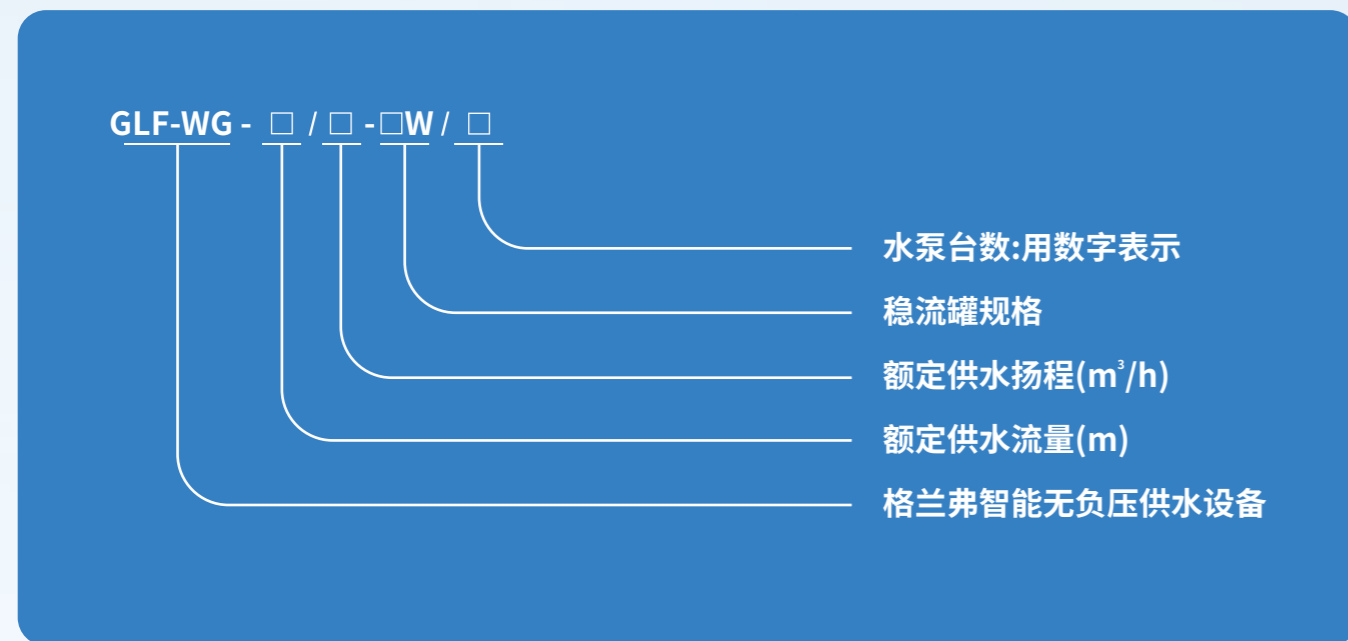 GLF-WG - □ / □ -□W / □
水泵台数:用数字表示
稳流罐规格
额定供水扬程(m³/h)
额定供水流量(m)
格兰弗智能无负压供水设备